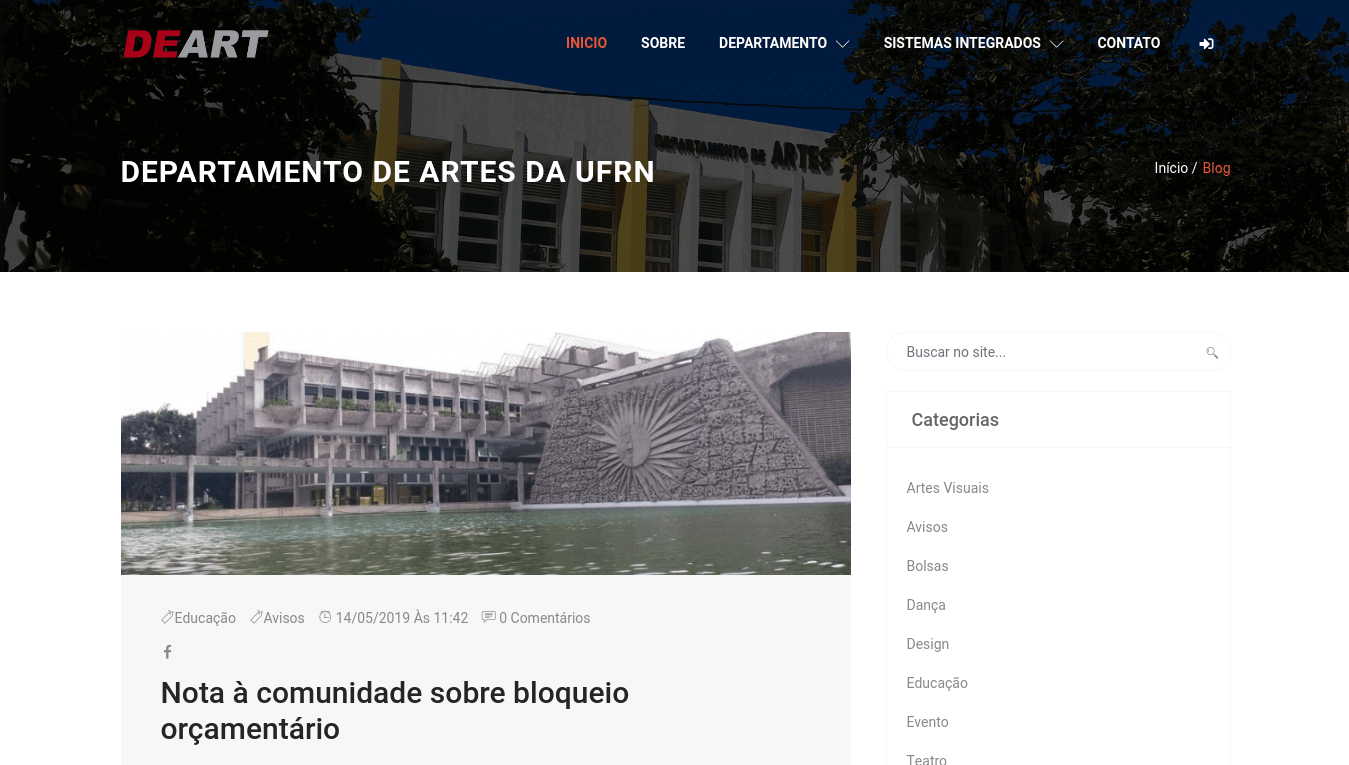 DEART
INICIO
SOBRE
DEPARTAMENTO
SISTEMAS INTEGRADOS
CONTATO
DEPARTAMENTO DE ARTES
DEPARTAMENTO DE ARTES DA UFRN
Início / Blog
Buscar no site...
Categorias
Artes Visuais
Avisos
Bolsas
Dança
Design
Educação
Evento
Teatro
Educação Avisos 14/05/2019 Às 11:42 0 Comentários
Nota à comunidade sobre bloqueio
orçamentário